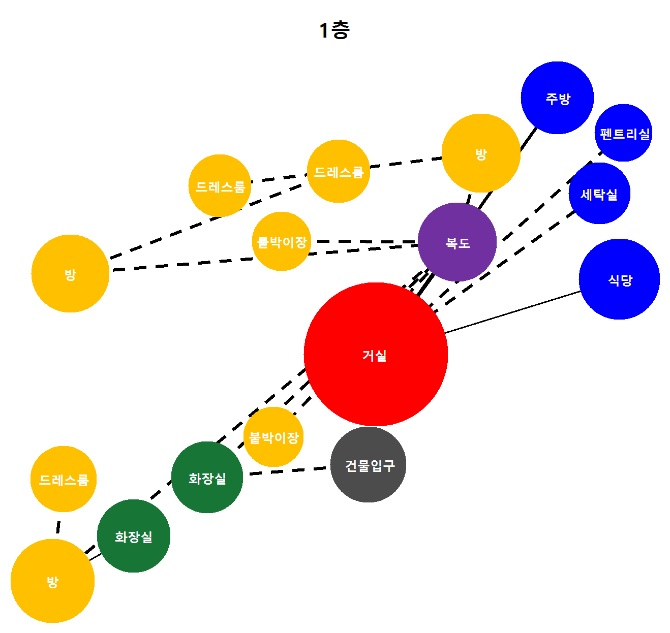 1층
주방
펜트리실
방
드레스룸
드레스룸
세탁실
붙박이장
복도
방
식당
거실
붙박이장
건물입구
화장실
드레스룸
화장실
방